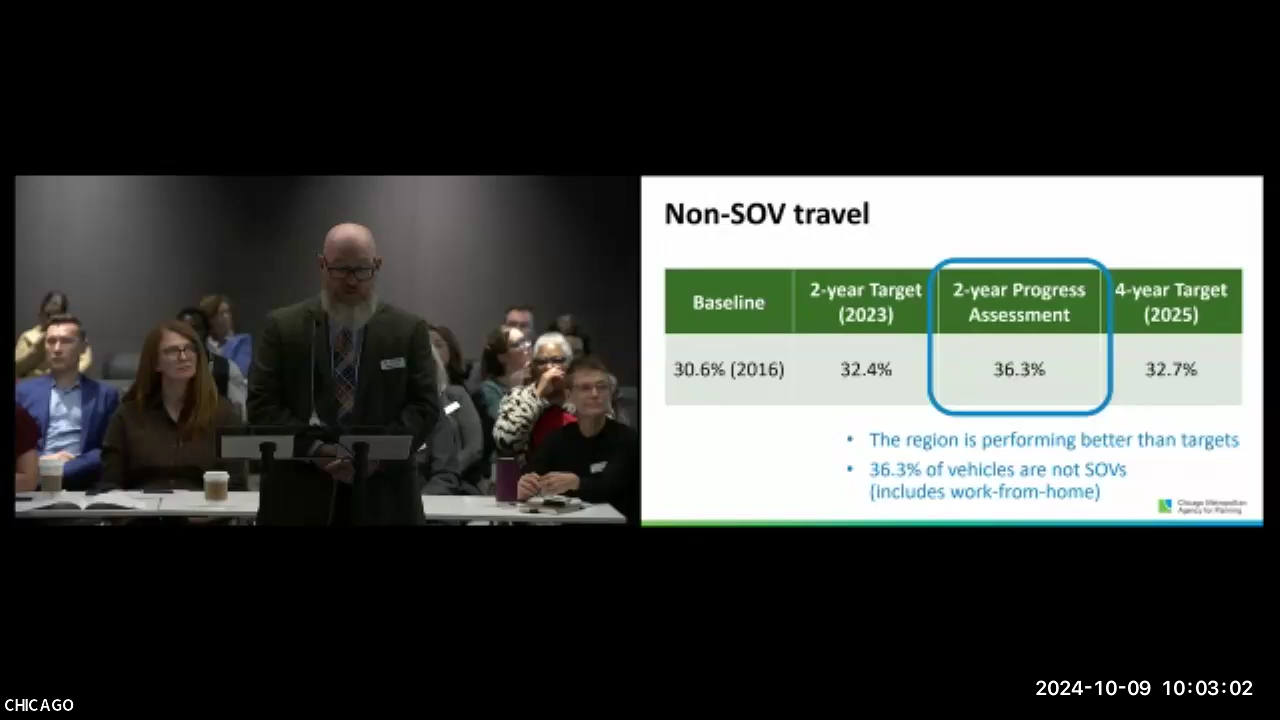 Non-SOV travel
Baseline
2-year Target
(2023)
2-year Progress
Assessment
4-year Target
(2025)
30.6% (2016)
32.4%
36.3%
32.7%
• The region is performing better than targets
• 36.3% of vehicles are not SOVs
(includes work-from-home)
Chicago Metropolitan
Agency for Planning
2024-10-09 10:03:02
CHICAGO